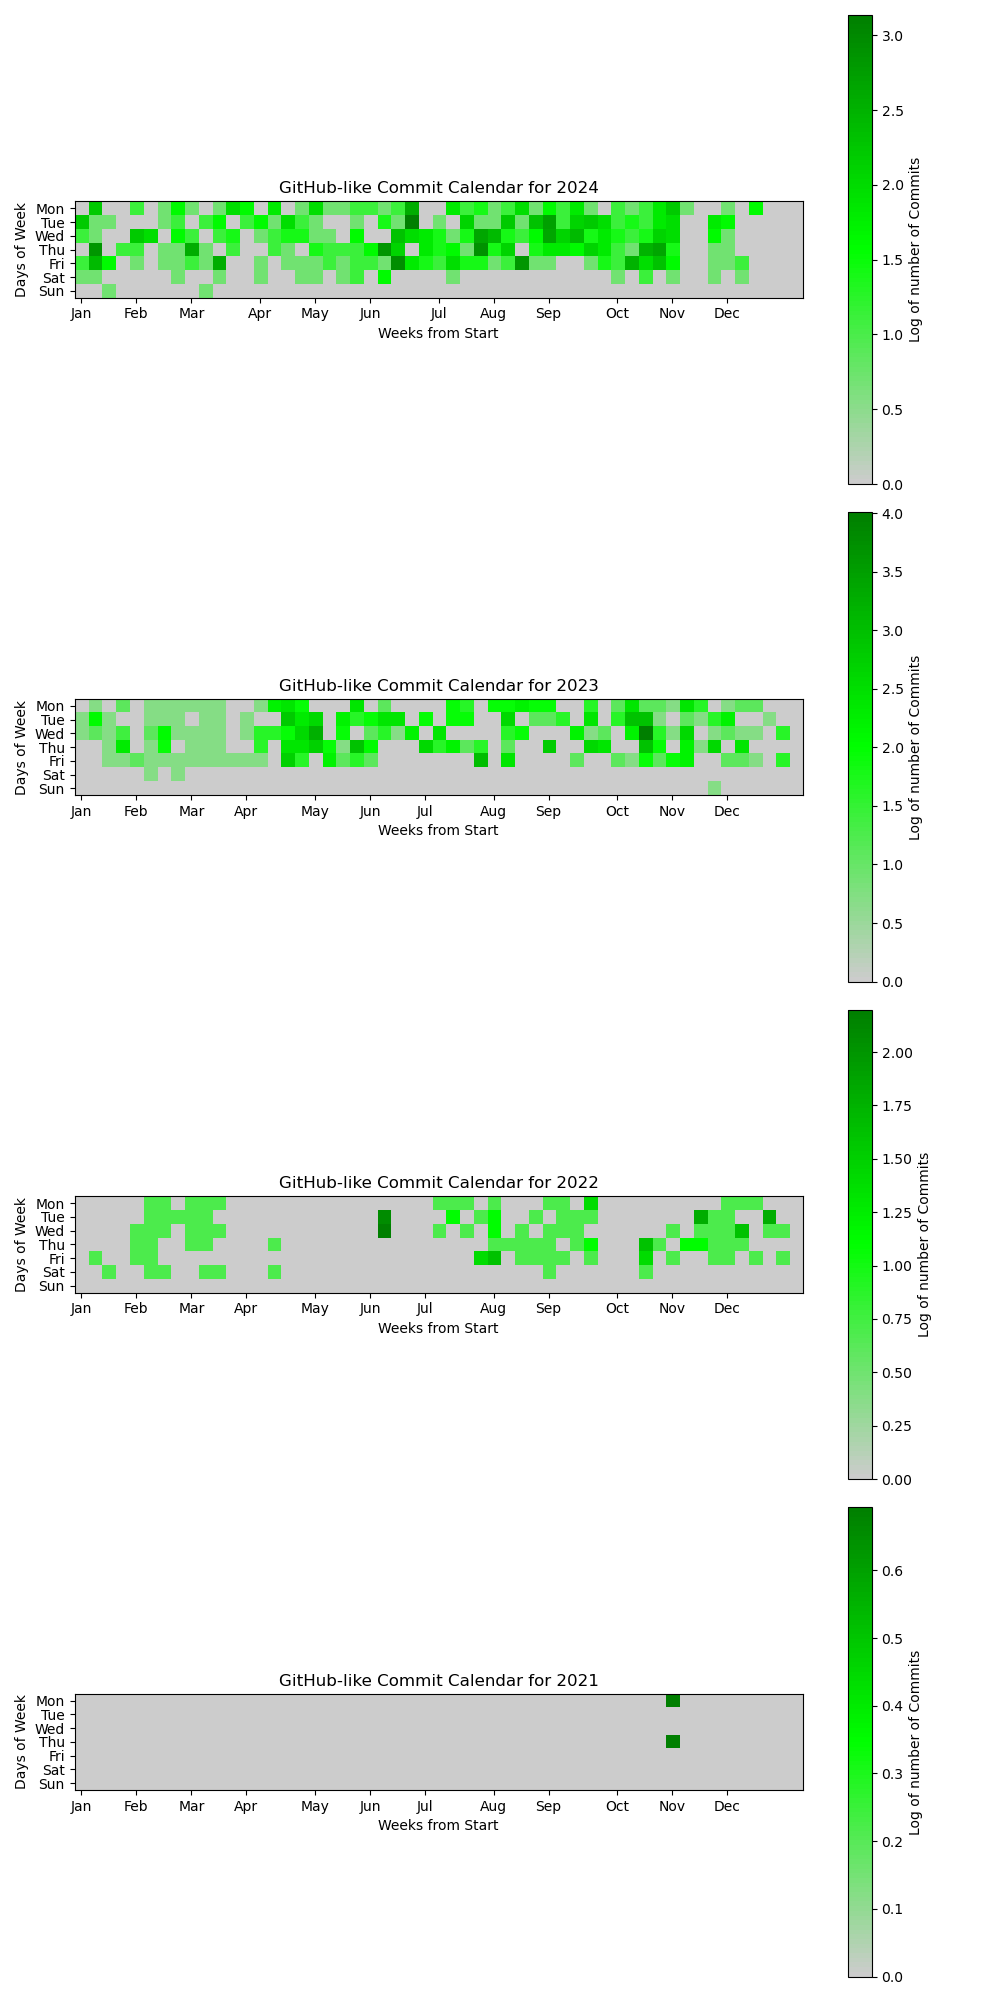 GitHub-like Commit Calendar for 2024
Days of Week
Mon
Tue
Wed
Thu
Fri
Sat
Sun
Jan Feb Mar Apr May Jun Jul Aug Sep Oct Nov Dec
Weeks from Start
3.0
2.5
2.0
1.5
1.0
0.5
0.0
Log of number of Commits
GitHub-like Commit Calendar for 2023
Days of Week
Mon
Tue
Wed
Thu
Fri
Sat
Sun
Jan Feb Mar Apr May Jun Jul Aug Sep Oct Nov Dec
Weeks from Start
4.0
3.5
3.0
2.5
2.0
1.5
1.0
0.5
0.0
Log of number of Commits
GitHub-like Commit Calendar for 2022
Days of Week
Mon
Tue
Wed
Thu
Fri
Sat
Sun
Jan Feb Mar Apr May Jun Jul Aug Sep Oct Nov Dec
Weeks from Start
2.00
1.75
1.50
1.25
1.00
0.75
0.50
0.25
0.00
Log of number of Commits
GitHub-like Commit Calendar for 2021
Days of Week
Mon
Tue
Wed
Thu
Fri
Sat
Sun
Jan Feb Mar Apr May Jun Jul Aug Sep Oct Nov Dec
Weeks from Start
0.6
0.5
0.4
0.3
0.2
0.1
0.0
Log of number of Commits